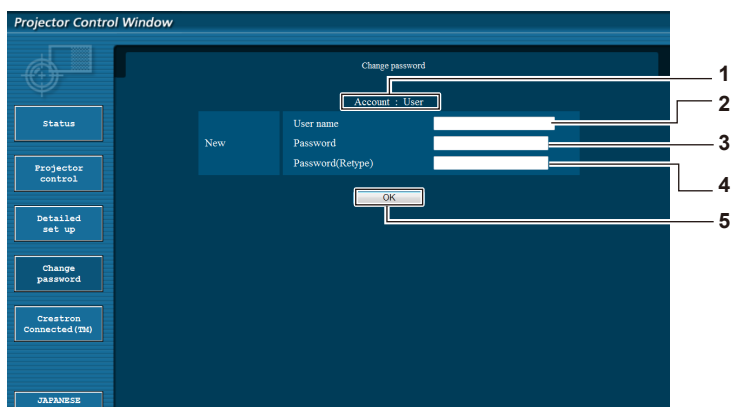 Projector Control Window
Change password
1
Account : User
2
Status
User name
New
Password
3
Password(Retype)
Projector
control
4
OK
5
Detailed
set up
Change
password
Crestron
Connected(TM)
JAPANESE